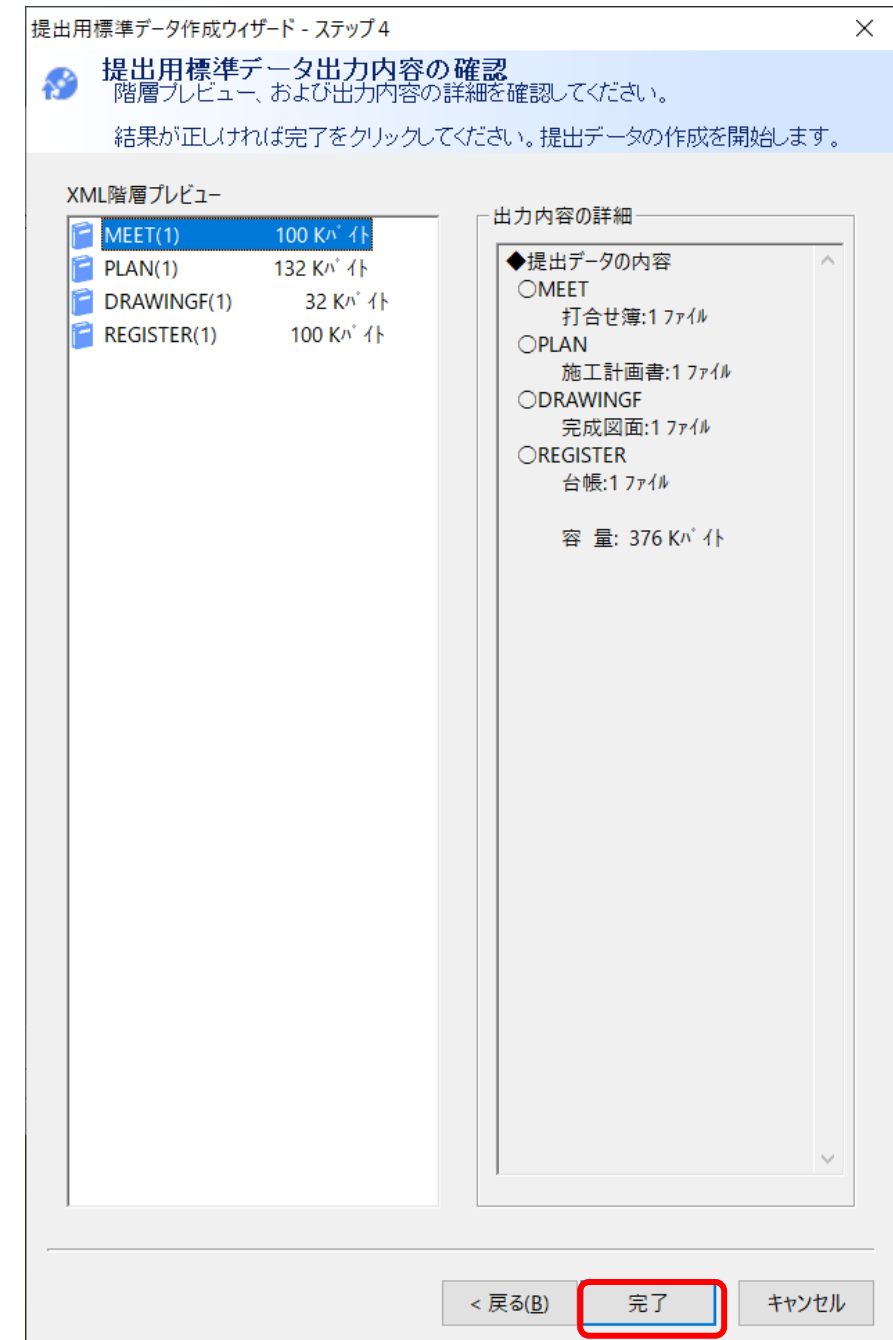 提出用標準データ作成ウィザード - ステップ４
提出用標準データ出力内容の確認
階層プレビュー、および出力内容の詳細を確認してください。
結果が正しければ完了をクリックしてください。提出データの作成を開始します。
XML階層プレビュー
MEET(1) 100 Kﾊﾞｲﾄ
PLAN(1) 132 Kﾊﾞｲﾄ
DRAWINGF(1) 32 Kﾊﾞｲﾄ
REGISTER(1) 100 Kﾊﾞｲﾄ
出力内容の詳細
◆提出データの内容
○MEET
打合せ簿:1 ﾌｧｲﾙ
○PLAN
施工計画書:1 ﾌｧｲﾙ
○DRAWINGF
完成図面:1 ﾌｧｲﾙ
○REGISTER
台帳:1 ﾌｧｲﾙ
容 量: 376 Kﾊﾞｲﾄ
< 戻る(B)
完了
キャンセル